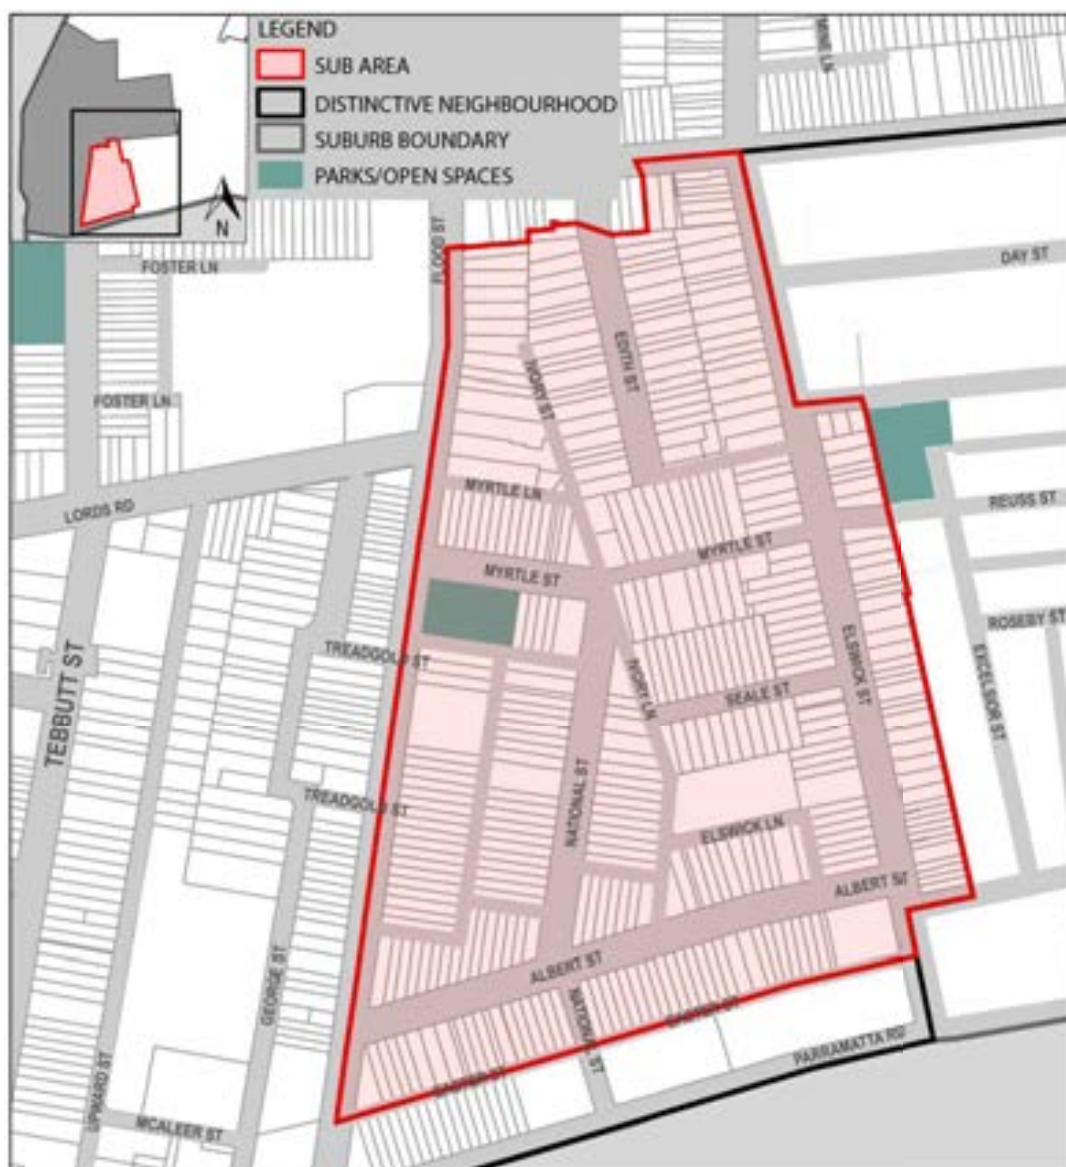 LEGEND
SUB AREA
DISTINCTIVE NEIGHBOURHOOD
SUBURB BOUNDARY
PARKS/OPEN SPACES
N
FLOOD ST
FOSTER LN
DAY ST
EDITH ST
IVORY ST
FOSTER LN
MYRTLE LN
LORDS RD
REUSS ST
MYRTLE ST
MYRTLE ST
ROSEBY ST
TREADGOLD ST
TEBBUTT ST
ELSWICK ST
EXCELSIOR ST
IVORY LN
SEALE ST
TREADGOLD ST
NATIONAL ST
ELSWICK LN
ALBERT ST
ALBERT ST
GEORGE ST
NATIONAL ST
PARRAMATTA RD
UPWARD ST
MCALEER ST